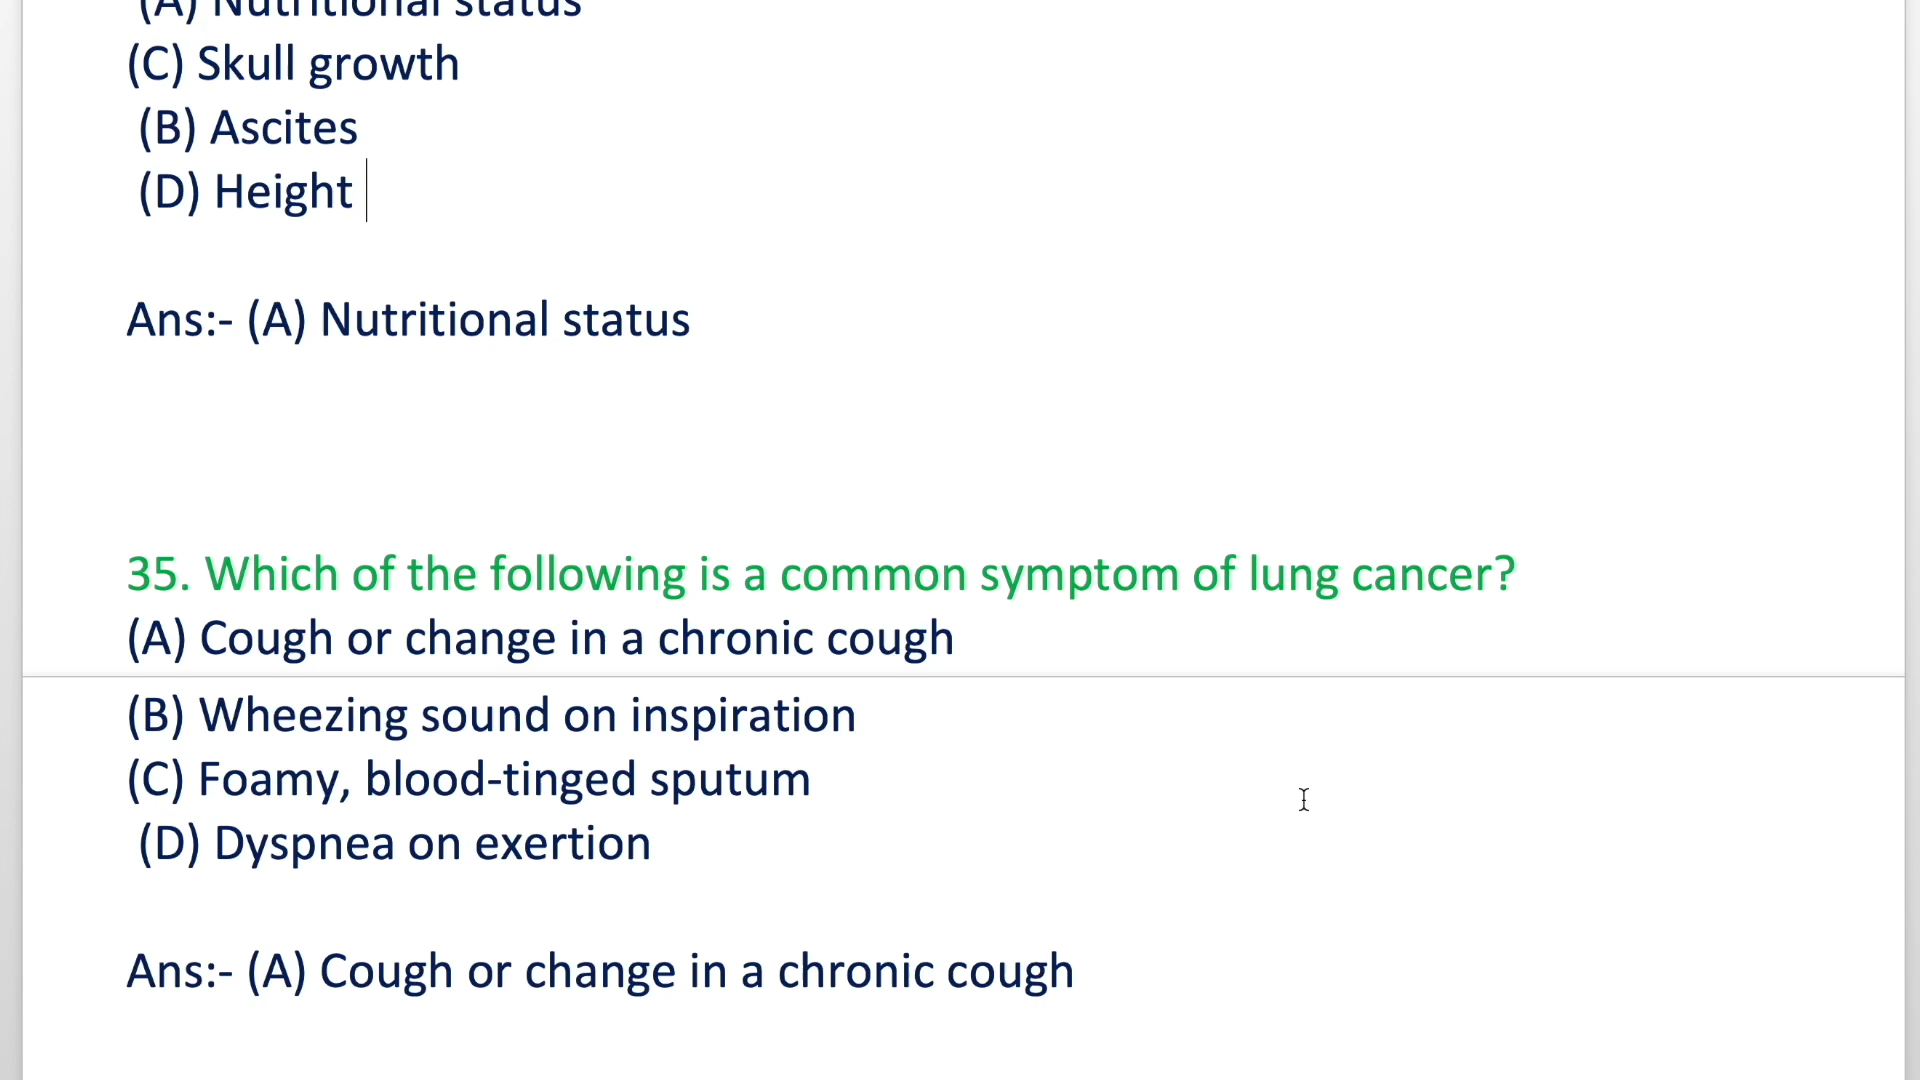 (A) Nutritional status
(C) Skull growth
(B) Ascites
(D) Height
Ans:- (A) Nutritional status
35. Which of the following is a common symptom of lung cancer?
(A) Cough or change in a chronic cough
(B) Wheezing sound on inspiration
(C) Foamy, blood-tinged sputum
(D) Dyspnea on exertion
Ans:- (A) Cough or change in a chronic cough